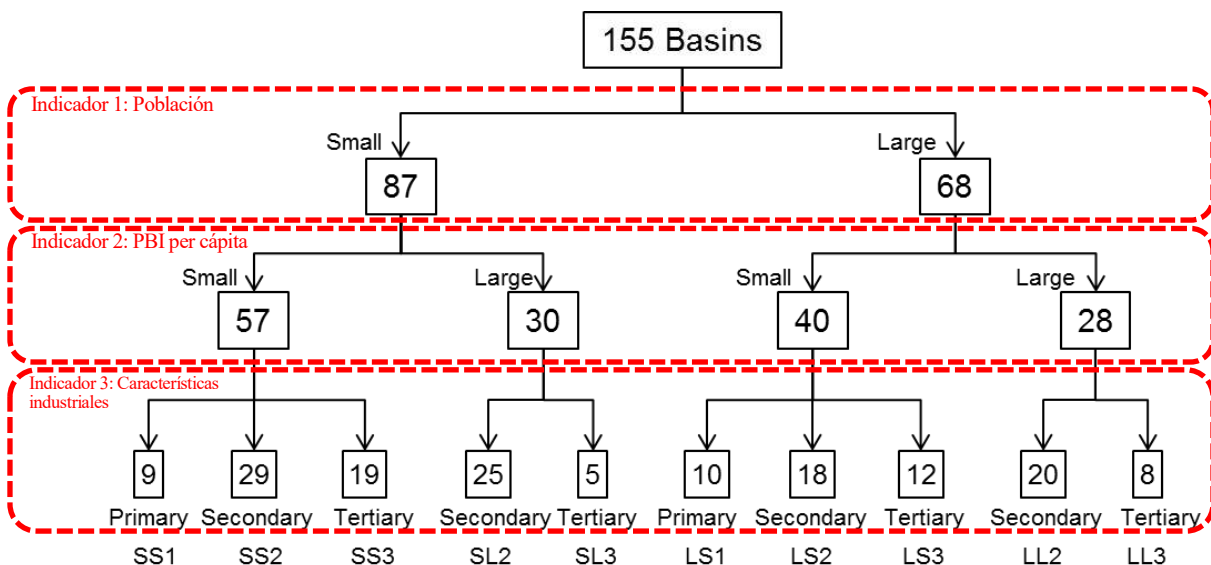 155 Basins
Indicador 1: Población
Small
Large
87
68
Indicador 2: PBI per cápita
Small
Large
Small
Large
57
30
40
28
Indicador 3: Características
industriales
9
29
19
25
5
10
18
12
20
8
Primary
Secondary
Tertiary
Secondary
Tertiary
Primary
Secondary
Tertiary
Secondary
Tertiary
SS1
SS2
SS3
SL2
SL3
LS1
LS2
LS3
LL2
LL3